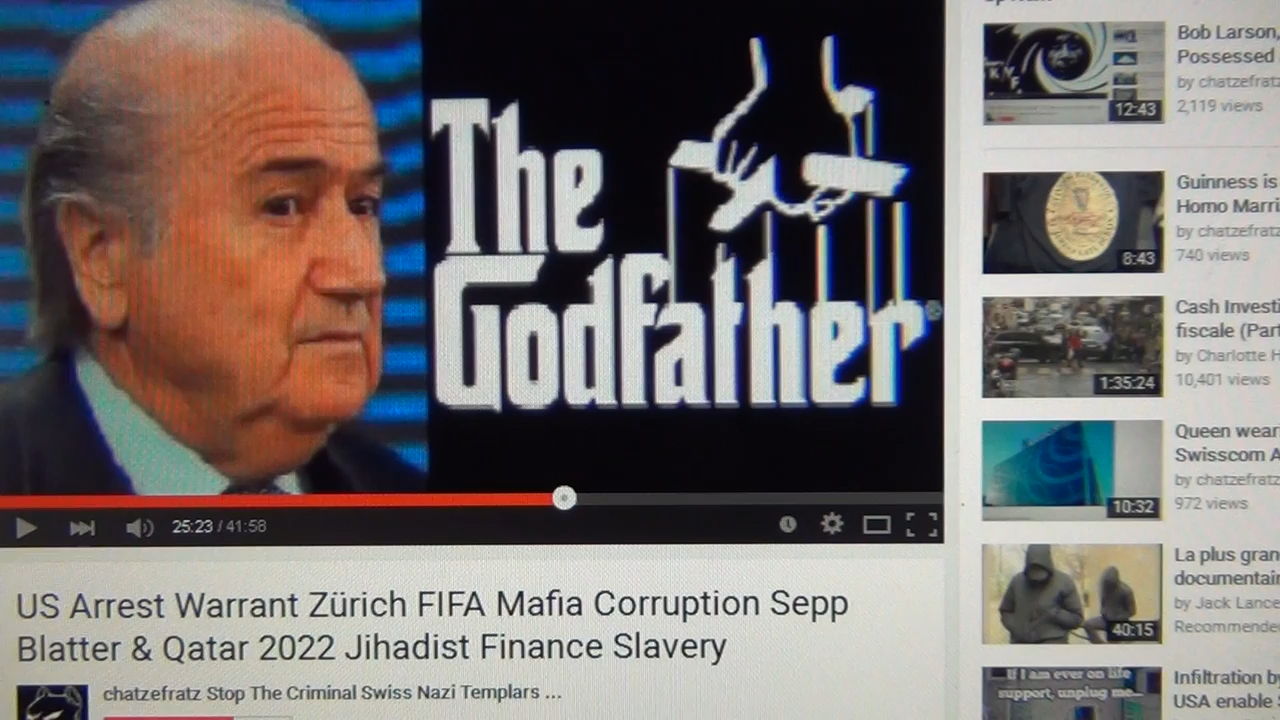 The
Godfather
25:23 / 41:58
US Arrest Warrant Zürich FIFA Mafia Corruption Sepp
Blatter & Qatar 2022 Jihadist Finance Slavery
chatzefratz Stop The Criminal Swiss Nazi Templars ...
Bob Larson,
Possessed
by chatzefratz
2,119 views
12:43
Guinness is
Homo Marri
by chatzefratz
740 views
8:43
Cash Investi
fiscale (Par
by Charlotte H
10,401 views
1:35:24
Queen wear
Swisscom A
by chatzefratz
972 views
10:32
La plus gran
documentair
by Jack Lance
Recommende
40:15
If I am ever on life
support, unplug me...
Infiltration by
USA enable